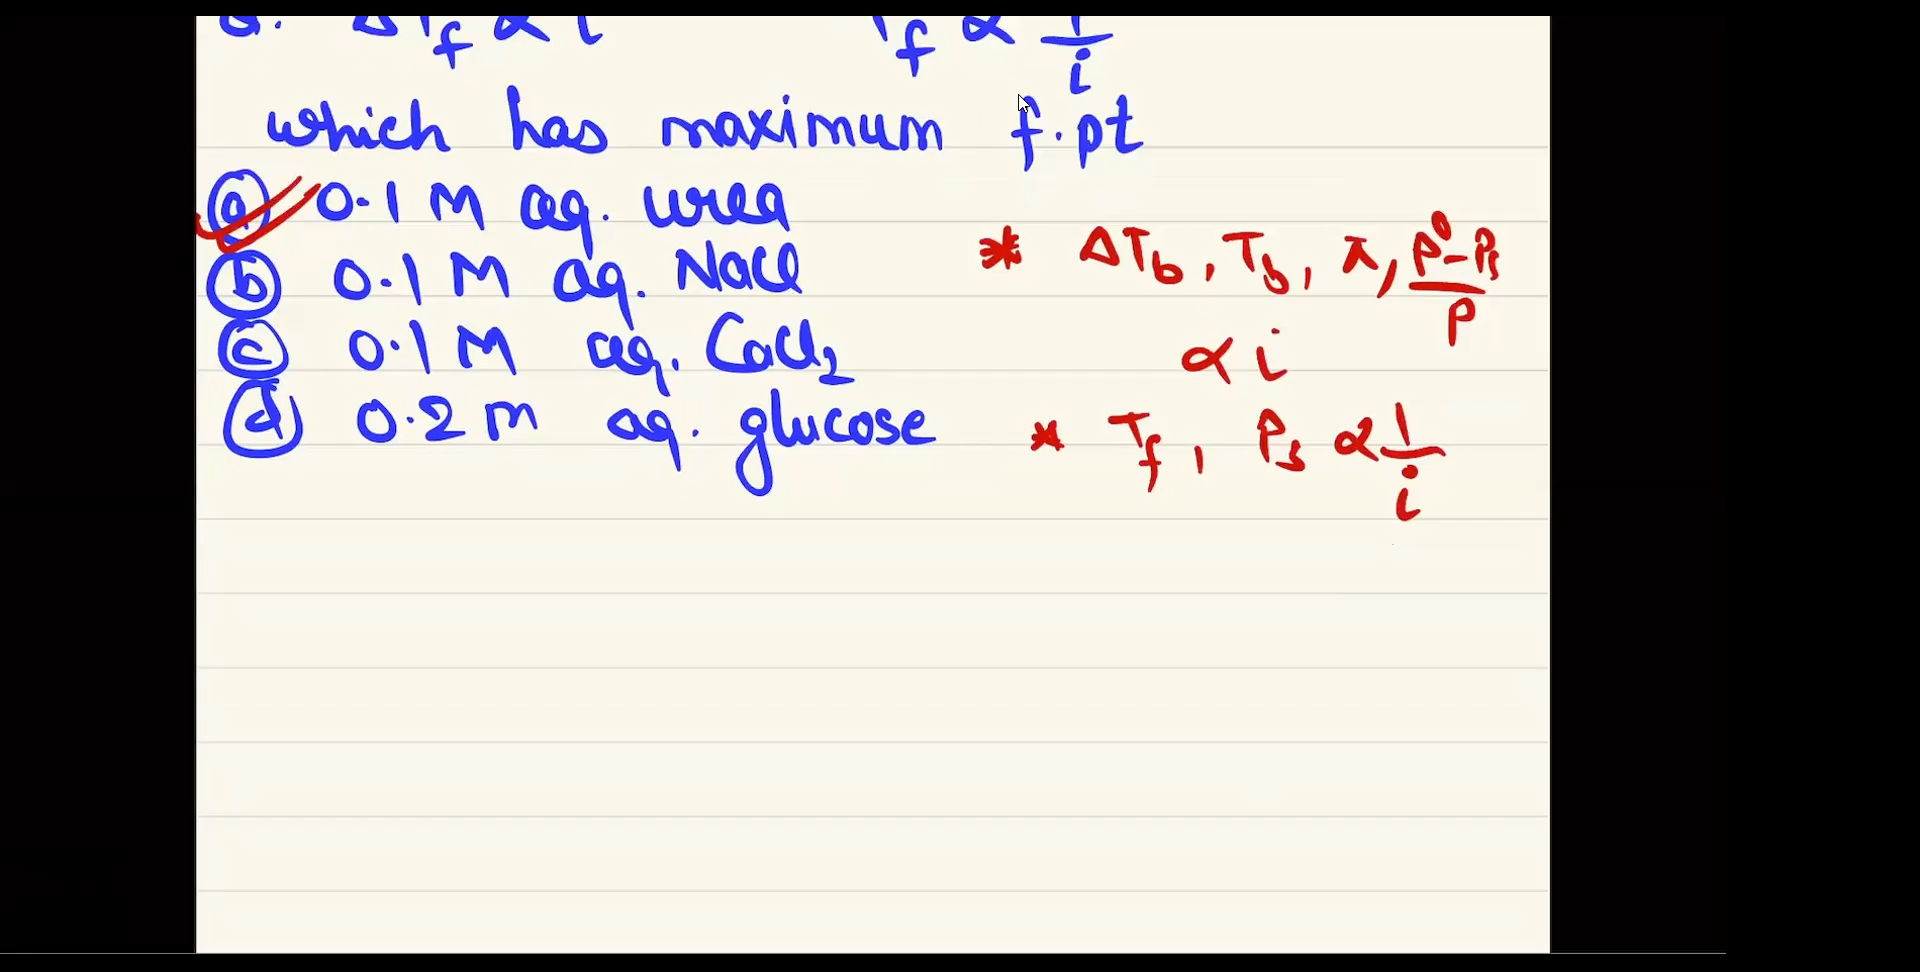 Q. ΔTf α i Tf α 1/i
which has maximum f.pt
(a) 0.1 M aq. urea
(b) 0.1 M aq. NaCl
(c) 0.1 M aq. CaCl₂
(d) 0.2 m aq. glucose
* ΔTb, Tb, π, P⁰-Ps/P
α i
* Tf, Ps α 1/i